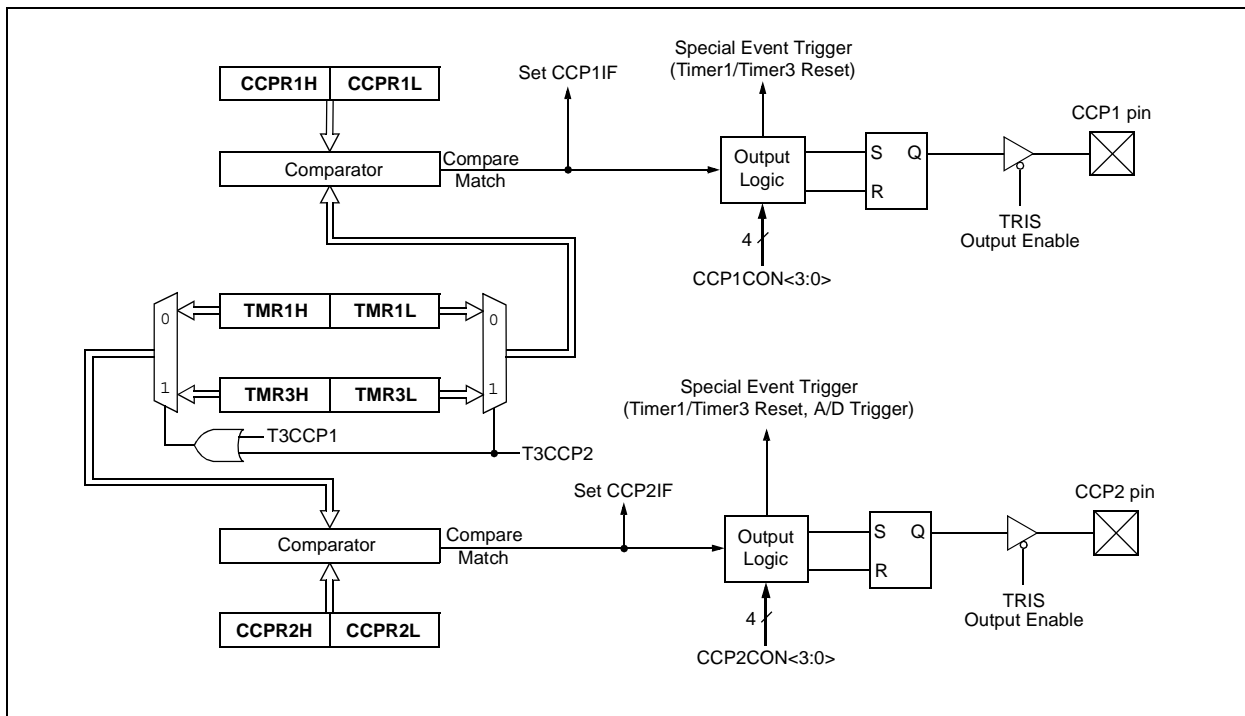 Special Event Trigger
(Timer1/Timer3 Reset)
Set CCP1IF
CCPR1H CCPR1L
CCP1 pin
Comparator
Compare
Match
Output
Logic
S Q
R
TRIS
Output Enable
4
CCP1CON<3:0>
0
TMR1H TMR1L
0
1
TMR3H TMR3L
1
T3CCP1
T3CCP2
Special Event Trigger
(Timer1/Timer3 Reset, A/D Trigger)
Set CCP2IF
CCP2 pin
Comparator
Compare
Match
Output
Logic
S Q
R
TRIS
Output Enable
4
CCPR2H CCPR2L
CCP2CON<3:0>